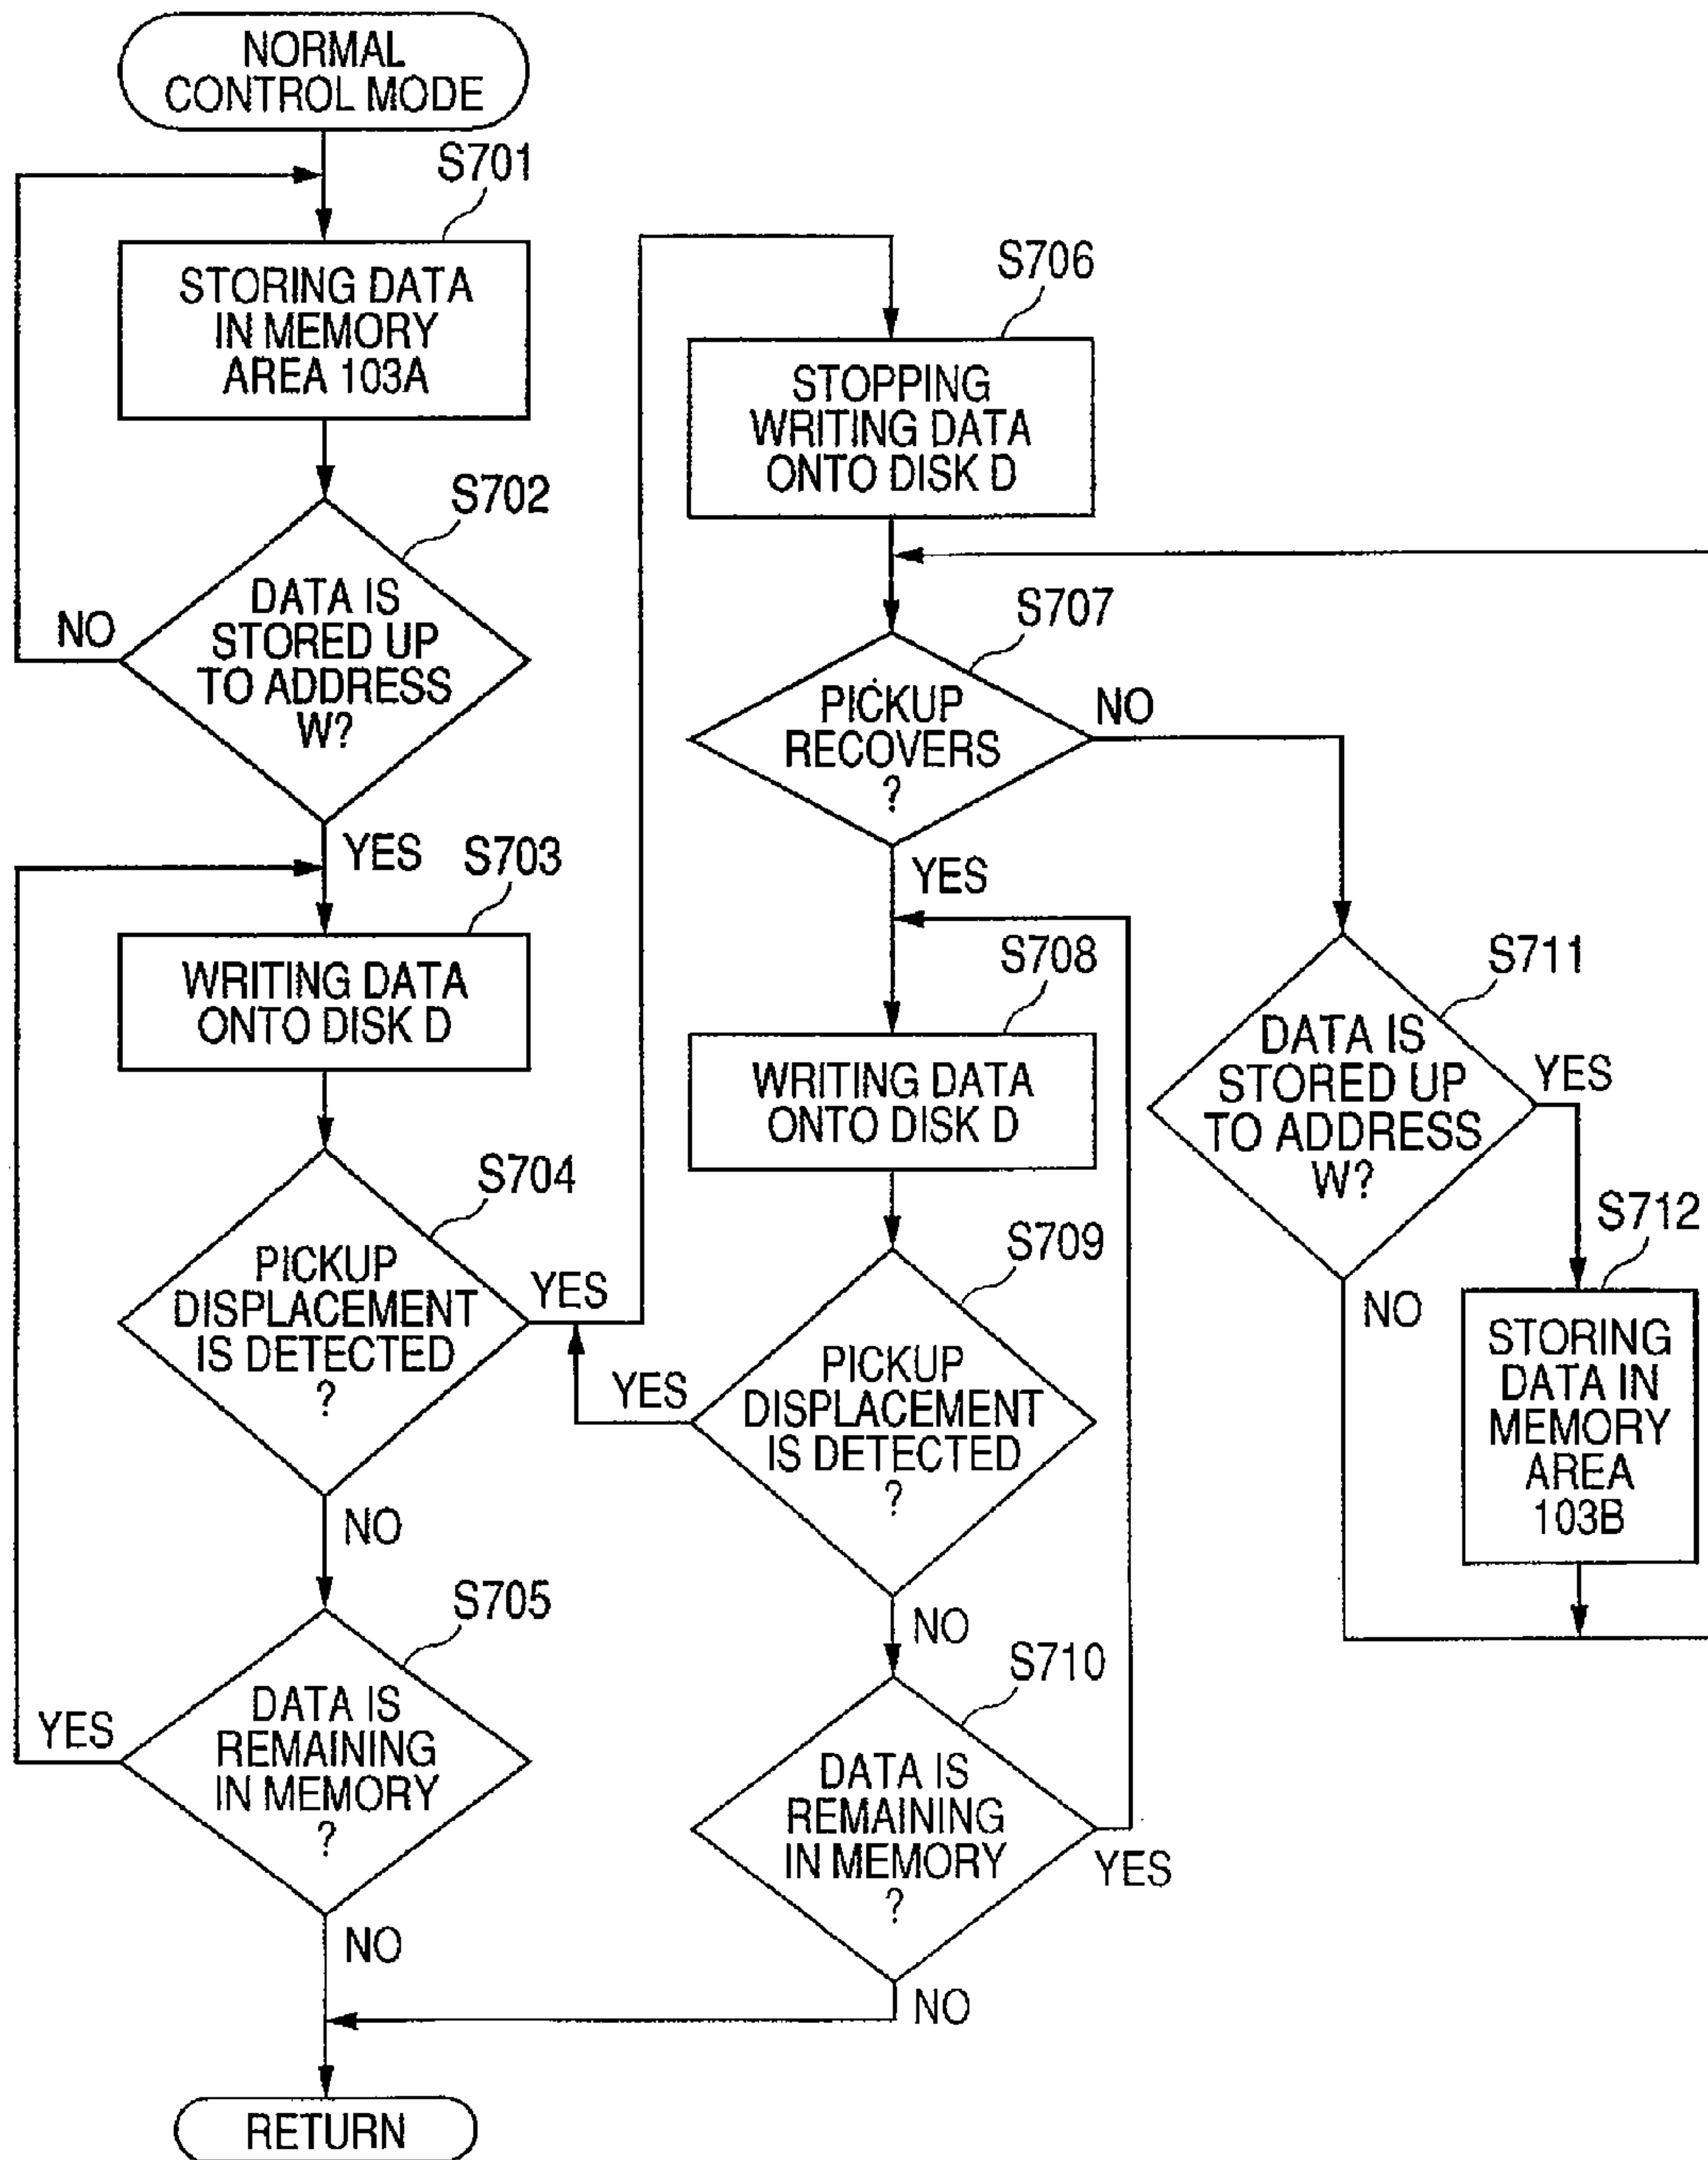 NORMAL
CONTROL MODE
S701
STORING DATA
IN MEMORY
AREA 103A
S702
DATA IS
STORED UP
TO ADDRESS
W?
NO
YES
S703
WRITING DATA
ONTO DISK D
S704
PICKUP
DISPLACEMENT
IS DETECTED
?
YES
NO
S705
DATA IS
REMAINING
IN MEMORY
?
YES
NO
RETURN
S706
STOPPING
WRITING DATA
ONTO DISK D
S707
PICKUP
RECOVERS
?
NO
YES
S708
WRITING DATA
ONTO DISK D
S709
PICKUP
DISPLACEMENT
IS DETECTED
?
YES
NO
S710
DATA IS
REMAINING
IN MEMORY
?
YES
NO
S711
DATA IS
STORED UP
TO ADDRESS
W?
YES
NO
S712
STORING
DATA IN
MEMORY
AREA
103B